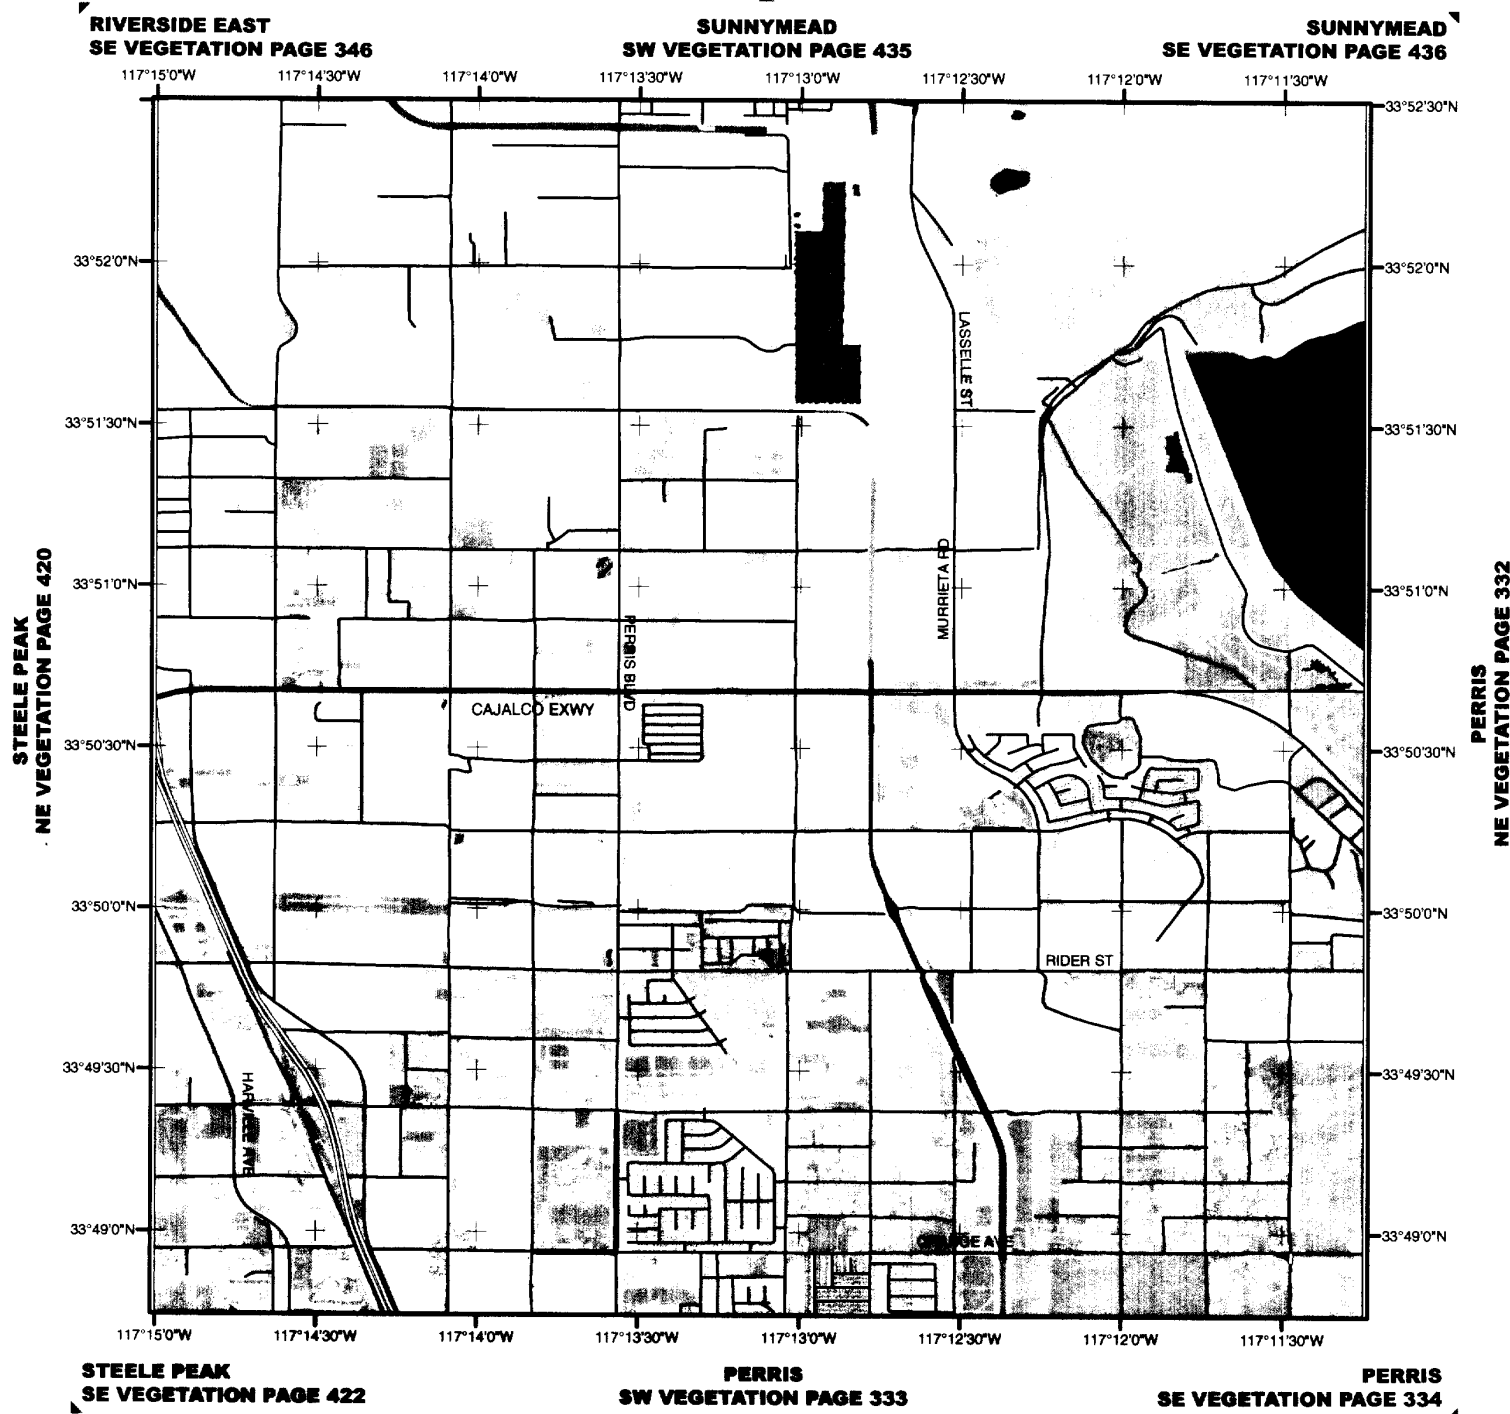 RIVERSIDE EAST
SE VEGETATION PAGE 346
SUNNYMEAD
SW VEGETATION PAGE 435
SUNNYMEAD
SE VEGETATION PAGE 436
117°15'0"W
117°14'30"W
117°14'0"W
117°13'30"W
117°13'0"W
117°12'30"W
117°12'0"W
117°11'30"W
33°52'30"N
33°52'0"N
33°52'0"N
LASSELLE ST
33°51'30"N
33°51'30"N
MURRIETA RD
33°51'0"N
33°51'0"N
STEELE PEAK
NE VEGETATION PAGE 420
PERRIS
NE VEGETATION PAGE 332
PERRIS BLVD
CAJALCO EXWY
33°50'30"N
33°50'30"N
33°50'0"N
33°50'0"N
RIDER ST
33°49'30"N
33°49'30"N
HARVILL AVE
33°49'0"N
33°49'0"N
ORANGE AVE
117°15'0"W
117°14'30"W
117°14'0"W
117°13'30"W
117°13'0"W
117°12'30"W
117°12'0"W
117°11'30"W
STEELE PEAK
SE VEGETATION PAGE 422
PERRIS
SW VEGETATION PAGE 333
PERRIS
SE VEGETATION PAGE 334